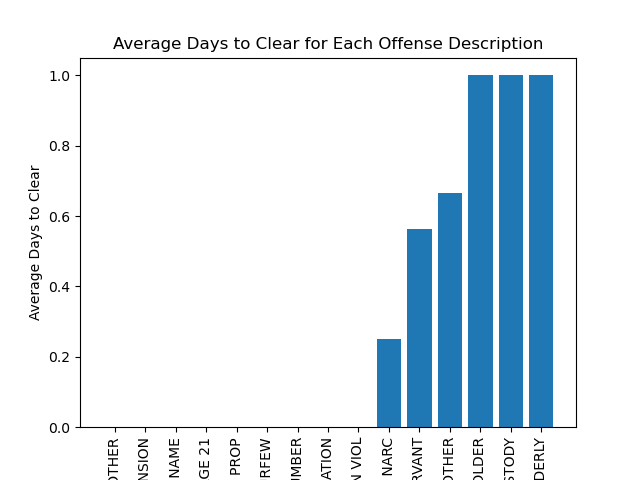 Average Days to Clear for Each Offense Description
Average Days to Clear
1.0
0.8
0.6
0.4
0.2
0.0
OTHER
NSION
NAME
GE 21
PROP
RFEW
MBER
ATION
N VIOL
NARC
RVANT
OTHER
OLDER
STODY
DERLY